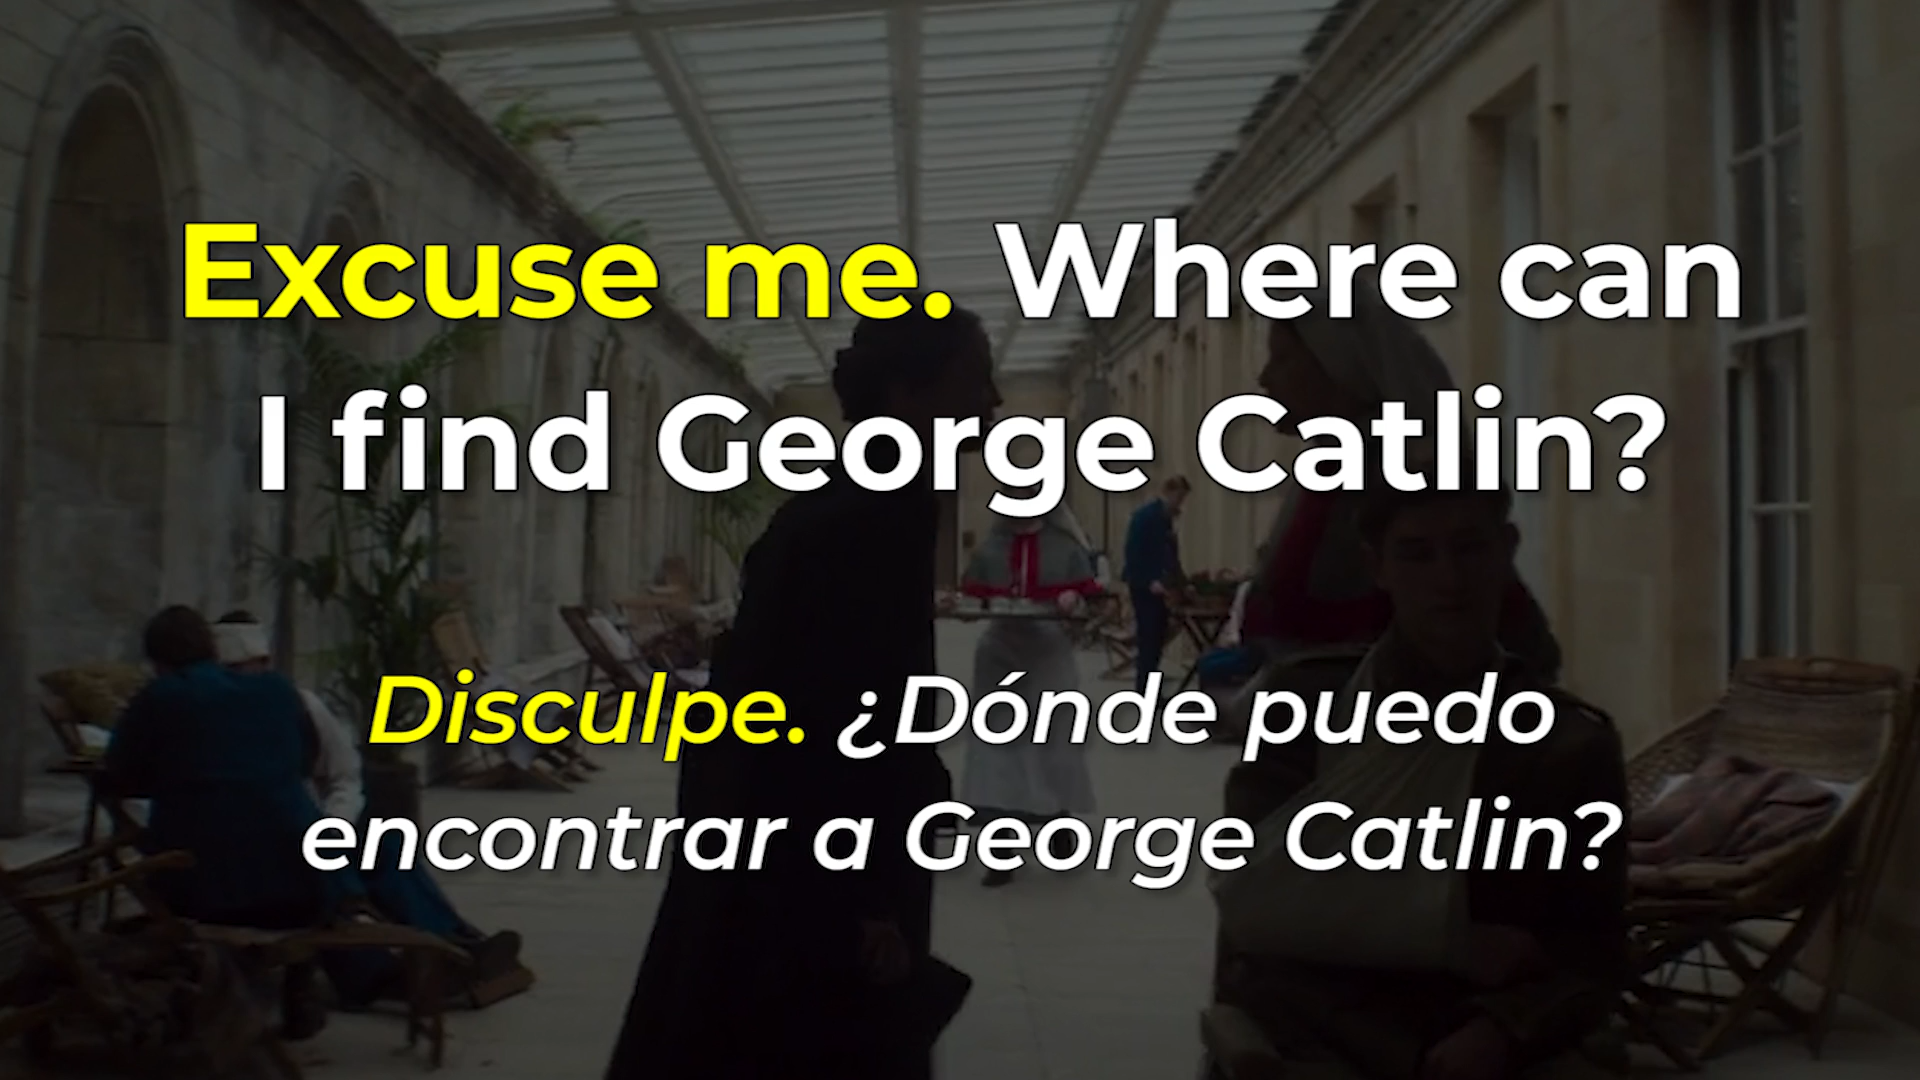 Excuse me. Where can
I find George Catlin?
Disculpe. ¿Dónde puedo
encontrar a George Catlin?